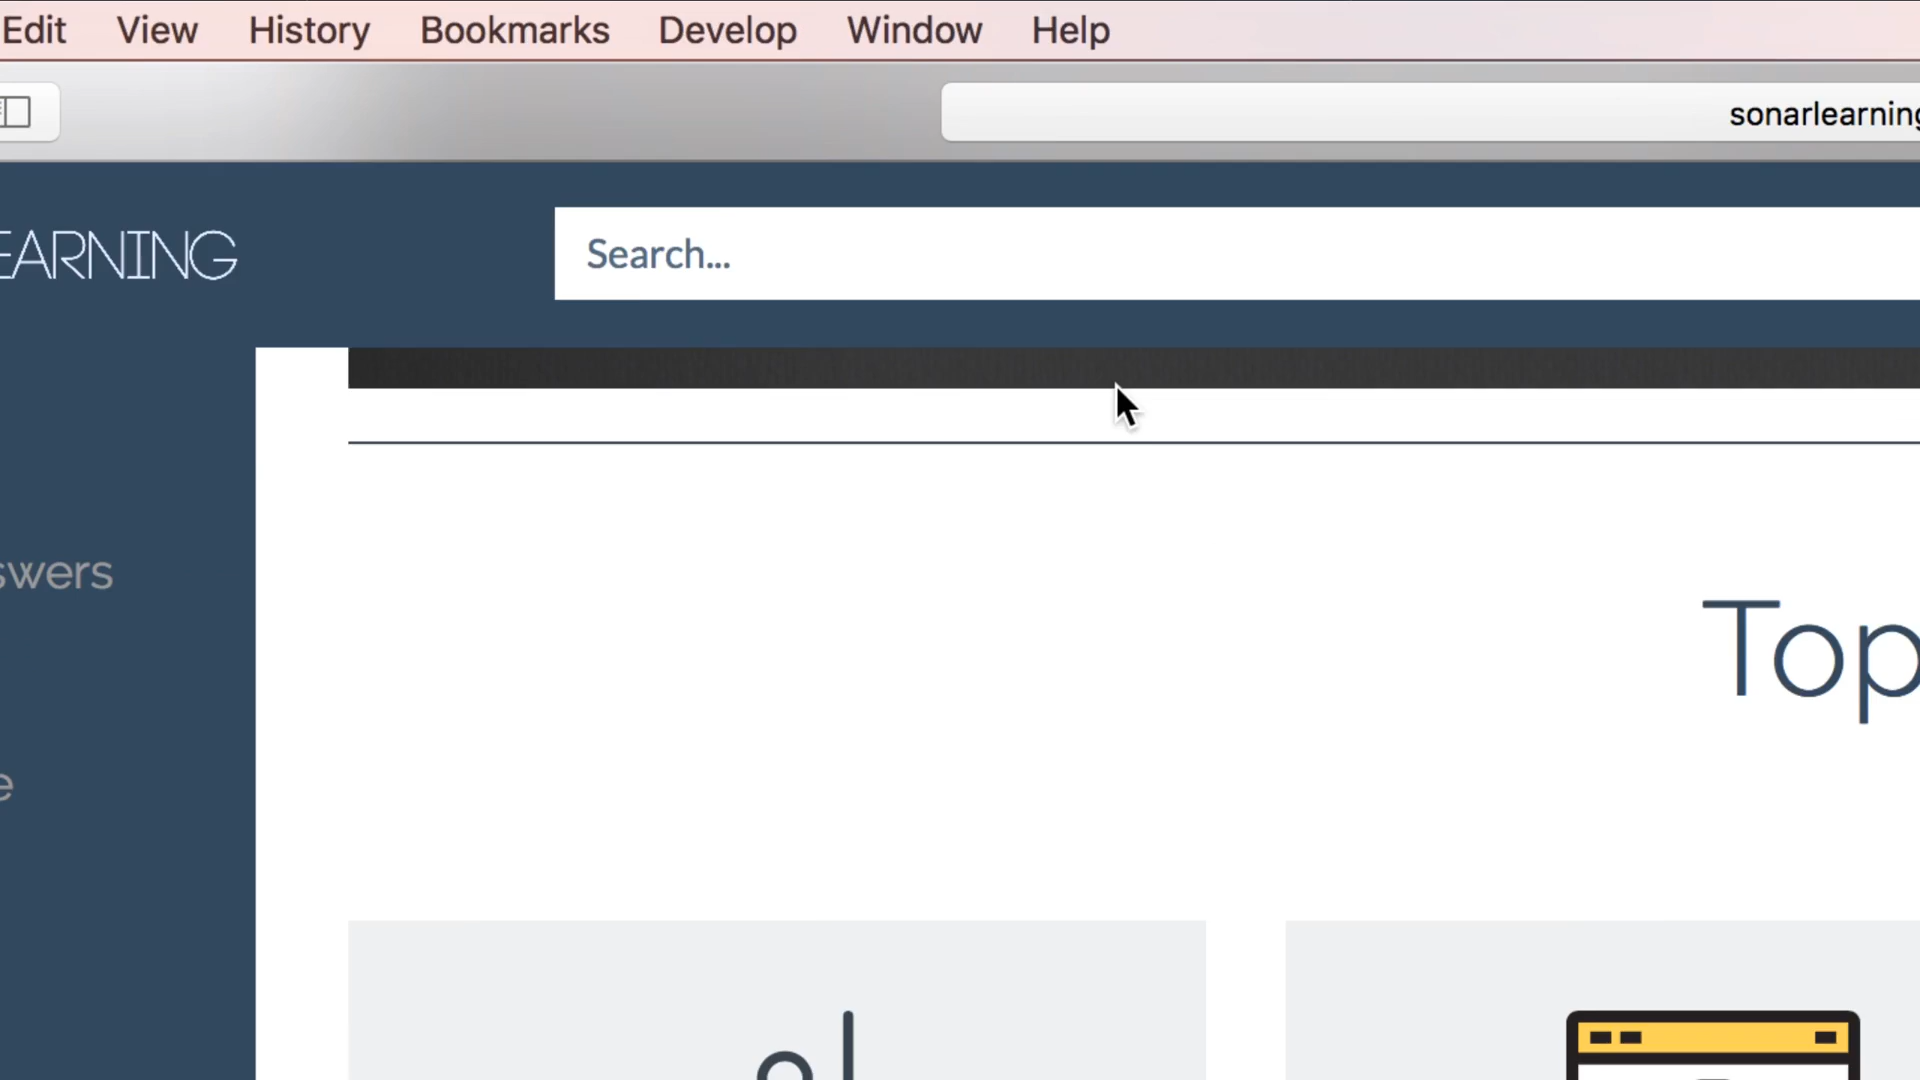 Edit View History Bookmarks Develop Window Help
sonarlearning
EARNING
Search...
swers
Top
e